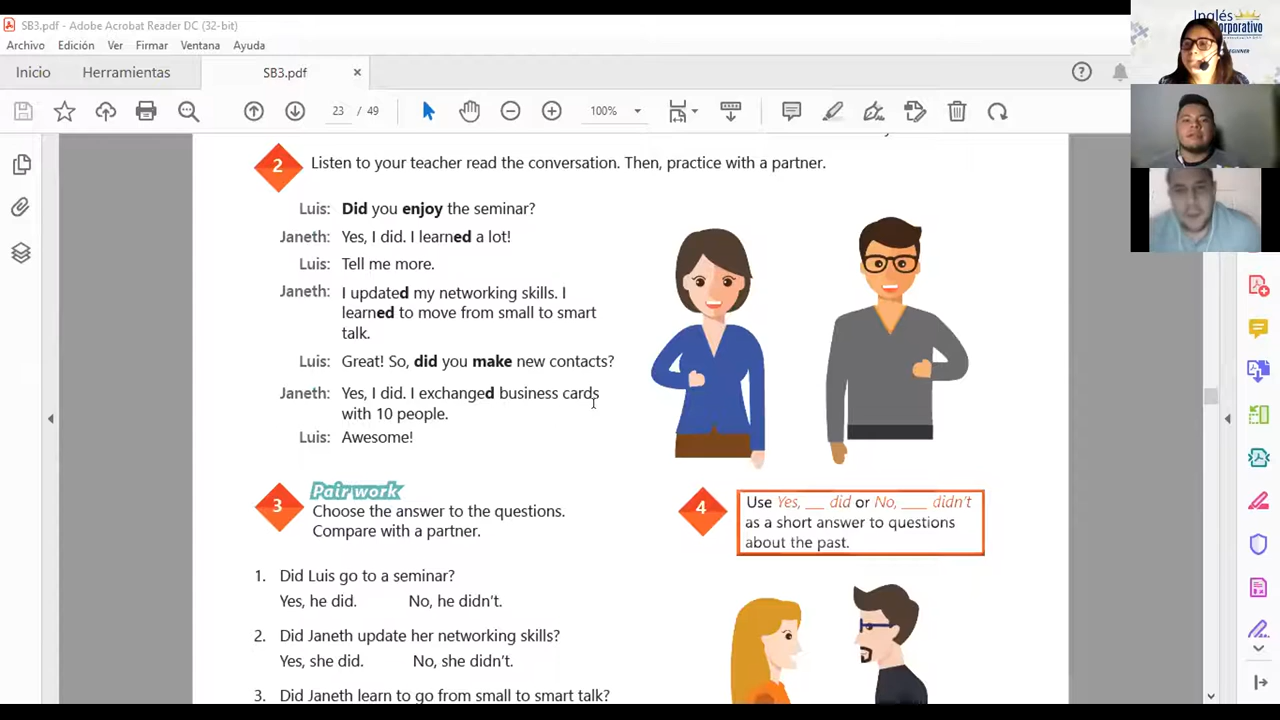 SB3.pdf - Adobe Acrobat Reader DC (32-bit)
Archivo Edición Ver Firmar Ventana Ayuda
Inicio Herramientas SB3.pdf ×
23 / 49 100%
Inglés
orporativo
2 Listen to your teacher read the conversation. Then, practice with a partner.
Luis: Did you enjoy the seminar?
Janeth: Yes, I did. I learned a lot!
Luis: Tell me more.
Janeth: I updated my networking skills. I
learned to move from small to smart
talk.
Luis: Great! So, did you make new contacts?
Janeth: Yes, I did. I exchanged business cards
with 10 people.
Luis: Awesome!
3 Pair work
Choose the answer to the questions.
Compare with a partner.
1. Did Luis go to a seminar?
Yes, he did. No, he didn't.
2. Did Janeth update her networking skills?
Yes, she did. No, she didn't.
3. Did Janeth learn to go from small to smart talk?
4 Use Yes, __ did or No, ___ didn't
as a short answer to questions
about the past.